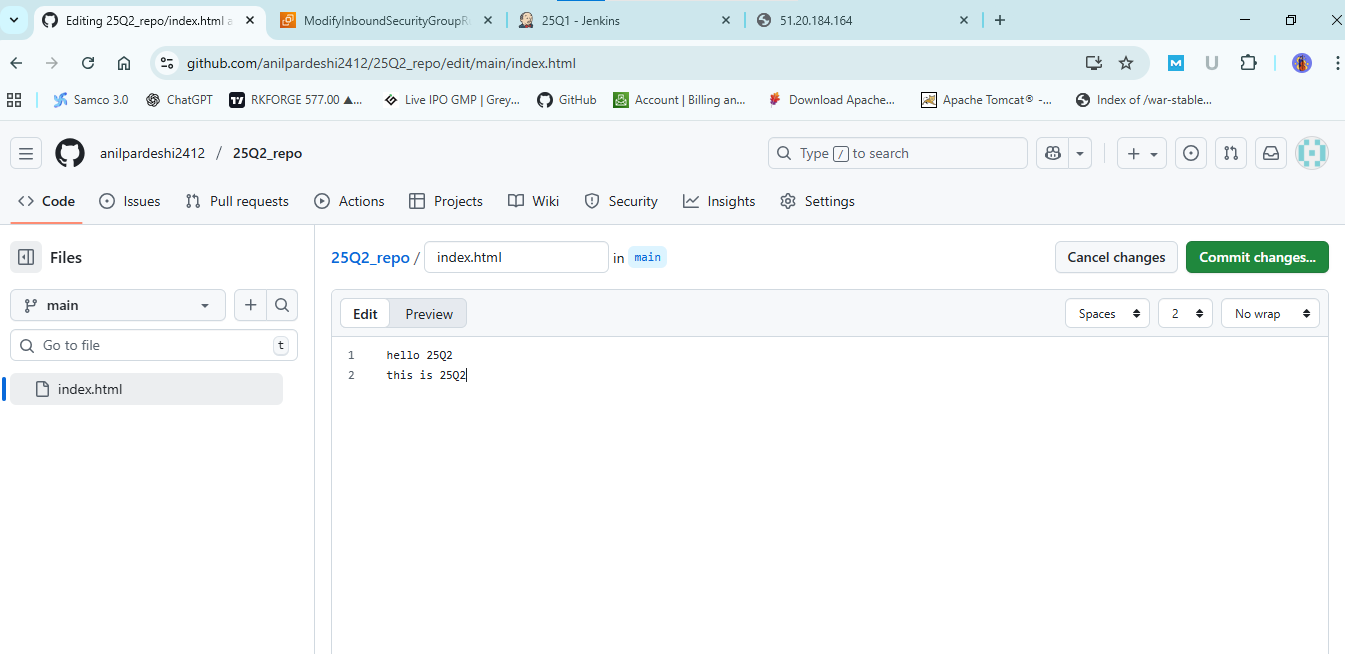 Editing 25Q2_repo/index.html a
ModifyInboundSecurityGroupR
25Q1 - Jenkins
51.20.184.164
github.com/anilpardeshi2412/25Q2_repo/edit/main/index.html
Samco 3.0
ChatGPT
RKFORGE 577.00 ▲...
Live IPO GMP | Grey...
GitHub
Account | Billing an...
Download Apache...
Apache Tomcat® -...
Index of /war-stable...
anilpardeshi2412 / 25Q2_repo
Type / to search
Code
Issues
Pull requests
Actions
Projects
Wiki
Security
Insights
Settings
Files
25Q2_repo / index.html in main
Cancel changes
Commit changes...
main
Go to file
t
index.html
Edit
Preview
Spaces
2
No wrap
1 hello 25Q2
2 this is 25Q2